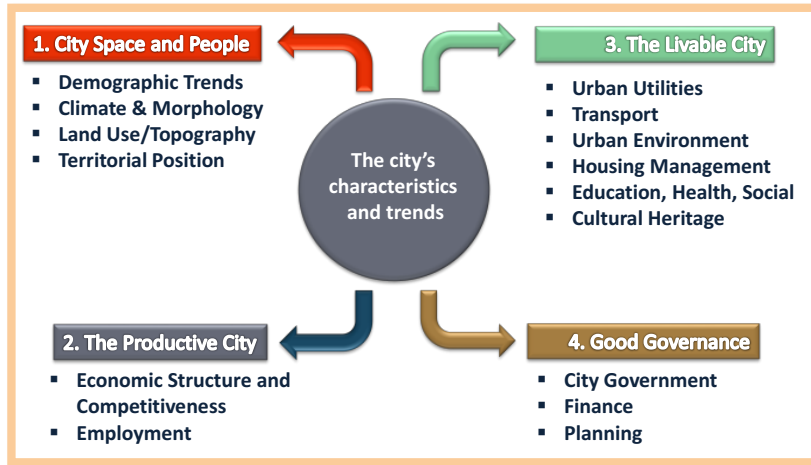 1. City Space and People
▪ Demographic Trends
▪ Climate & Morphology
▪ Land Use/Topography
▪ Territorial Position
3. The Livable City
▪ Urban Utilities
▪ Transport
▪ Urban Environment
▪ Housing Management
▪ Education, Health, Social
▪ Cultural Heritage
The city's
characteristics
and trends
2. The Productive City
▪ Economic Structure and
Competitiveness
▪ Employment
4. Good Governance
▪ City Government
▪ Finance
▪ Planning